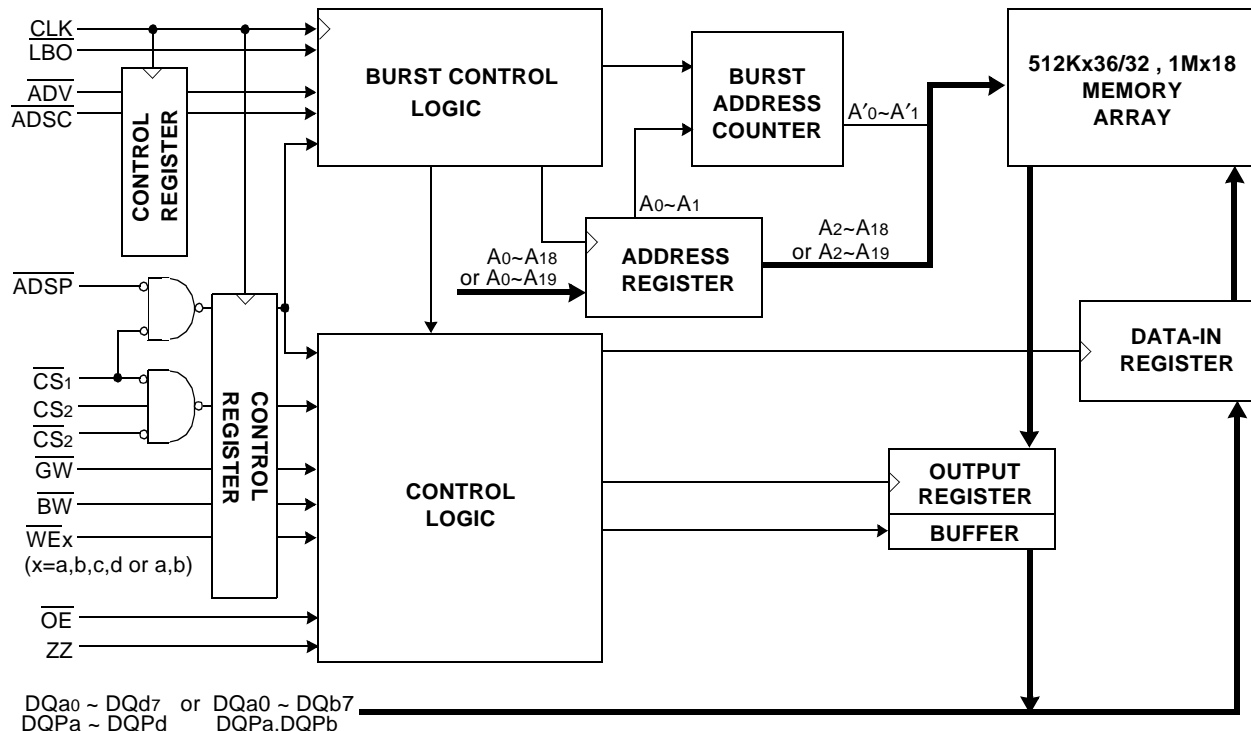 CLK
LBO
ADV
ADSC
CONTROL
REGISTER
BURST CONTROL
LOGIC
BURST
ADDRESS
COUNTER
A′0~A′1
512Kx36/32 , 1Mx18
MEMORY
ARRAY
A0~A1
A0~A18
or A0~A19
ADDRESS
REGISTER
A2~A18
or A2~A19
ADSP
CS1
CS2
CS2
GW
BW
WEx
(x=a,b,c,d or a,b)
OE
ZZ
CONTROL
REGISTER
CONTROL
LOGIC
DATA-IN
REGISTER
OUTPUT
REGISTER
BUFFER
DQa0 ~ DQd7 or DQa0 ~ DQb7
DQPa ~ DQPd DQPa,DQPb